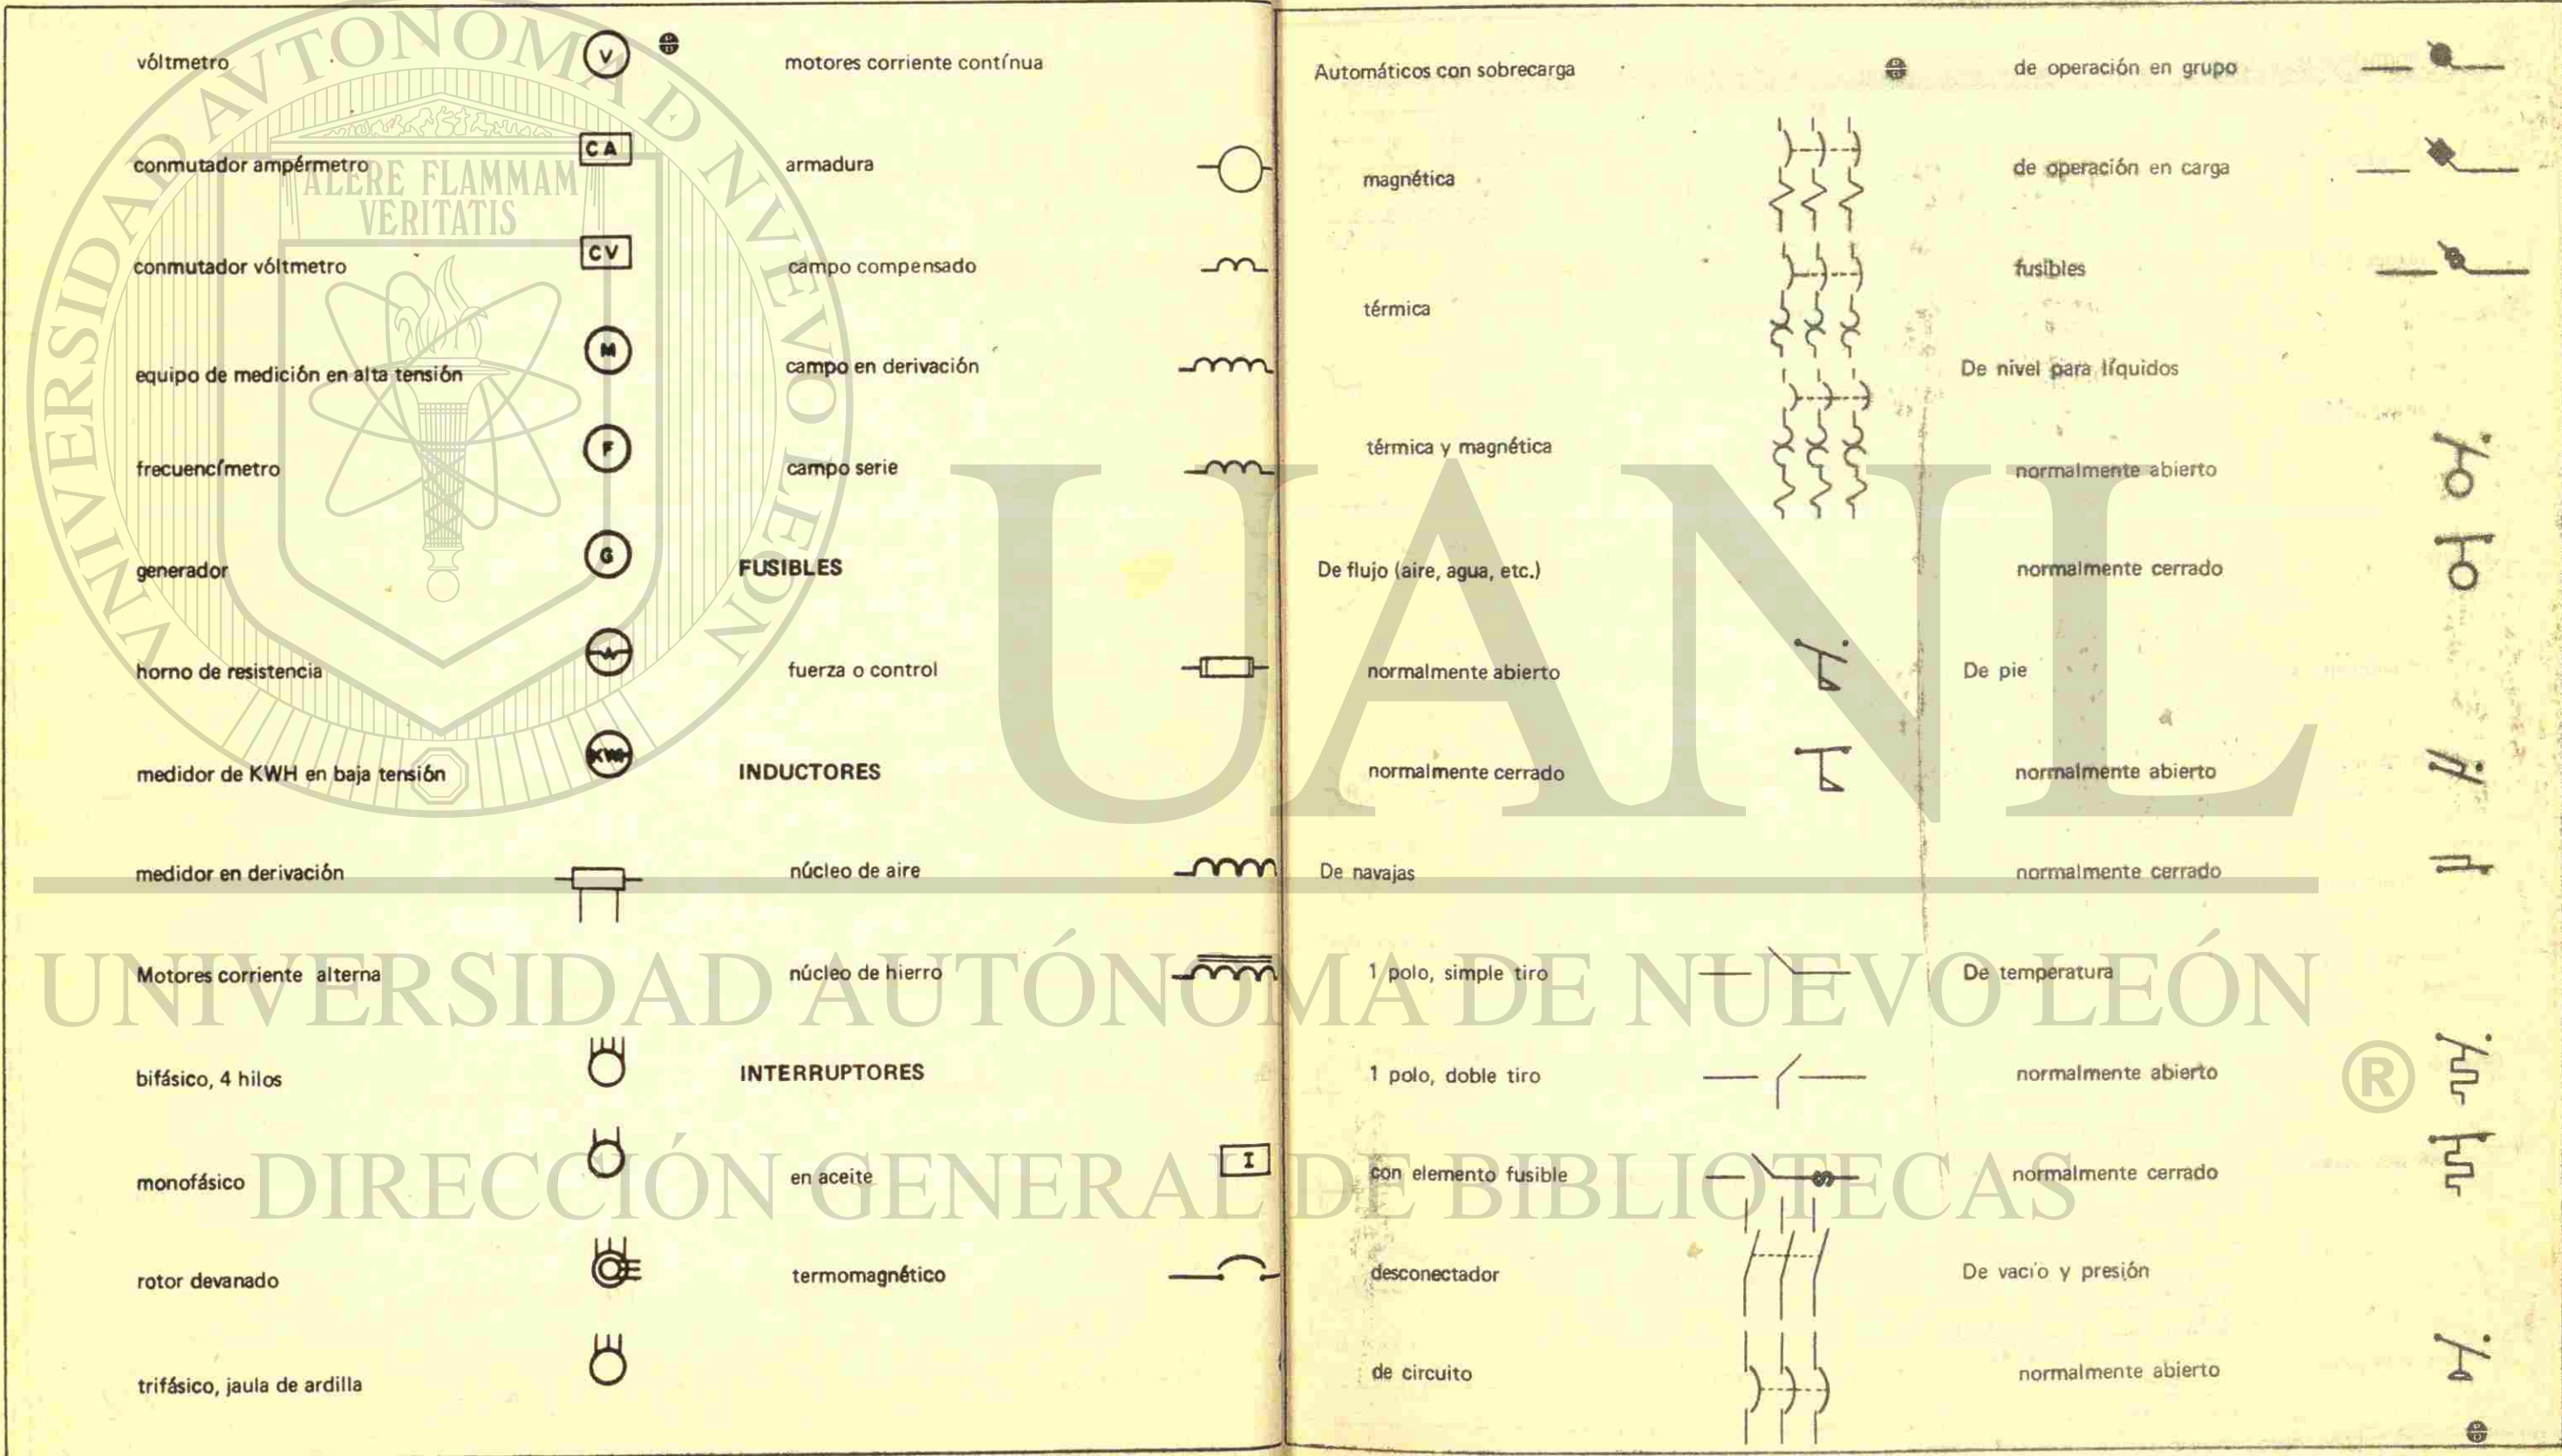 vóltmetro
V
conmutador ampérmetro
CA
conmutador vóltmetro
CV
equipo de medición en alta tensión
M
frecuencímetro
F
generador
G
horno de resistencia
medidor de KWH en baja tensión
KWH
medidor en derivación
Motores corriente alterna
bifásico, 4 hilos
monofásico
rotor devanado
trifásico, jaula de ardilla
motores corriente contínua
armadura
campo compensado
campo en derivación
campo serie
FUSIBLES
fuerza o control
INDUCTORES
núcleo de aire
núcleo de hierro
INTERRUPTORES
en aceite
I
termomagnético
Automáticos con sobrecarga
magnética
térmica
térmica y magnética
De flujo (aire, agua, etc.)
normalmente abierto
normalmente cerrado
De navajas
1 polo, simple tiro
1 polo, doble tiro
con elemento fusible
desconectador
de circuito
de operación en grupo
de operación en carga
fusibles
De nivel para líquidos
normalmente abierto
normalmente cerrado
De pie
normalmente abierto
normalmente cerrado
De temperatura
normalmente abierto
normalmente cerrado
De vacío y presión
normalmente abierto
UNIVERSIDAD AUTÓNOMA DE NUEVO LEÓN
ALERE FLAMMAM
VERITATIS
UANL
UNIVERSIDAD AUTÓNOMA DE NUEVO LEÓN
®
DIRECCIÓN GENERAL DE BIBLIOTECAS